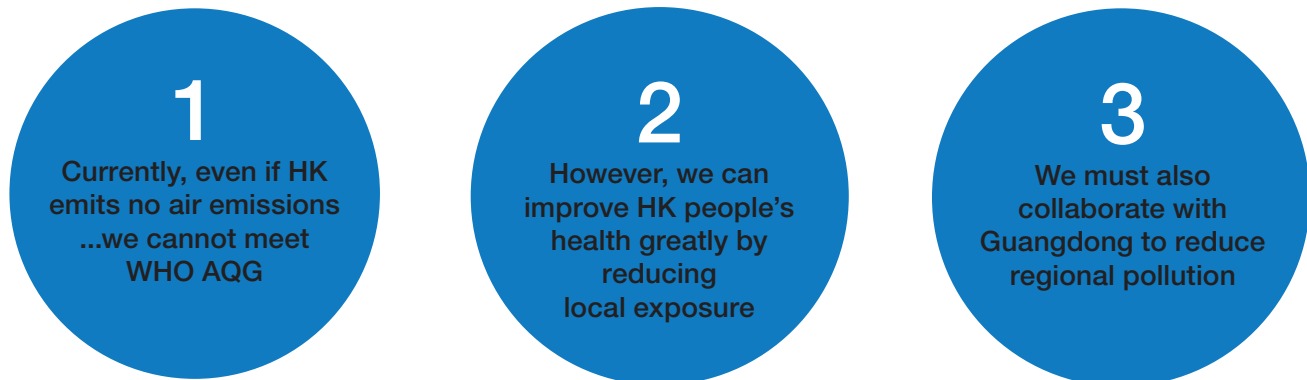 1
Currently, even if HK
emits no air emissions
...we cannot meet
WHO AQG
2
However, we can
improve HK people's
health greatly by
reducing
local exposure
3
We must also
collaborate with
Guangdong to reduce
regional pollution